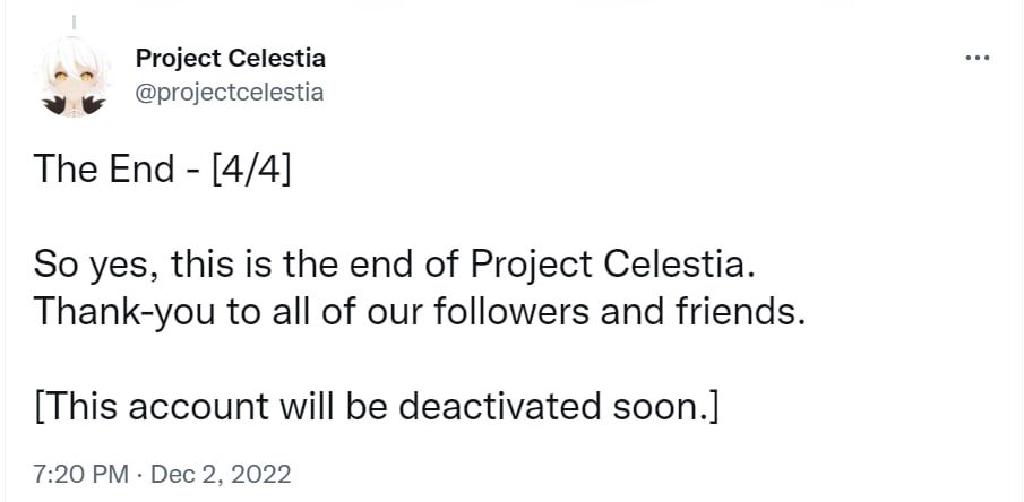 Project Celestia
@projectcelestia
The End - [4/4]
So yes, this is the end of Project Celestia.
Thank-you to all of our followers and friends.
[This account will be deactivated soon.]
7:20 PM · Dec 2, 2022